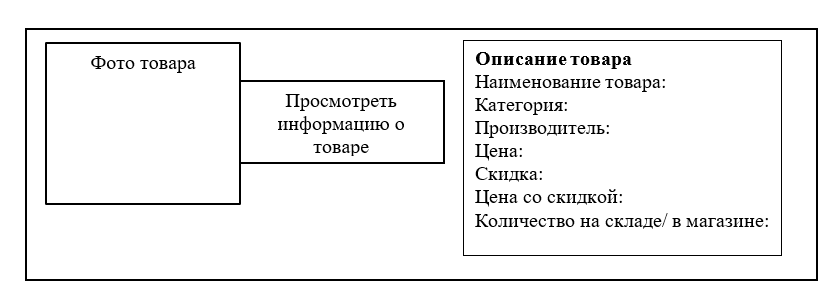 Фото товара
Просмотреть
информацию о
товаре
Описание товара
Наименование товара:
Категория:
Производитель:
Цена:
Скидка:
Цена со скидкой:
Количество на складе/ в магазине: